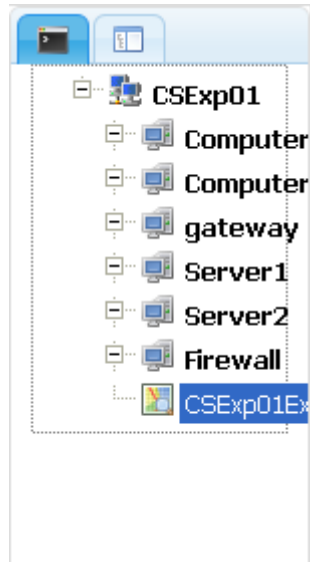 CSExp01
Computer
Computer
gateway
Server1
Server2
Firewall
CSExp01Ex